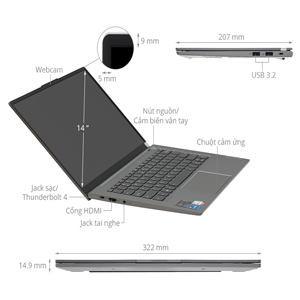 9 mm
207 mm
Webcam
5 mm
USB 3.2
Nút nguồn/
Cảm biến vân tay
14"
Chuột cảm ứng
Jack sạc/
Thunderbolt 4
Cổng HDMI
Jack tai nghe
322 mm
14.9 mm